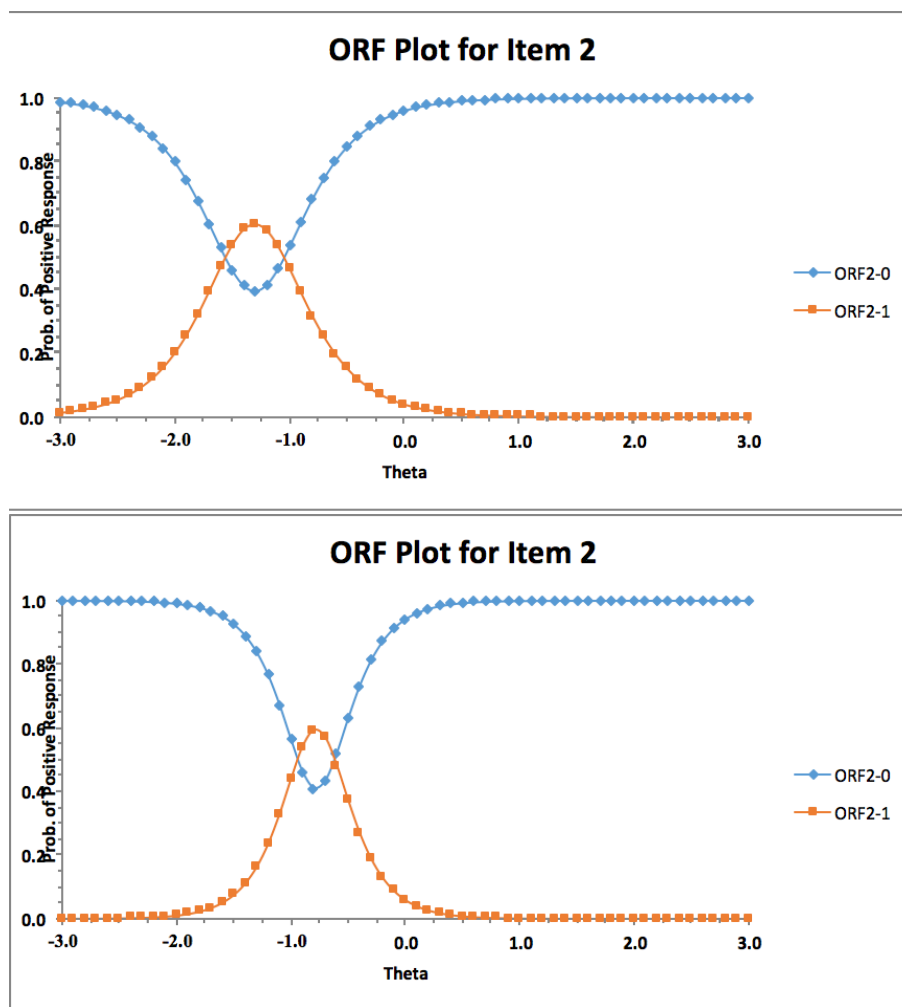 ORF Plot for Item 2
Prob. of Positive Response
1.0
0.8
0.6
0.4
0.2
0.0
-3.0 -2.0 -1.0 0.0 1.0 2.0 3.0
Theta
ORF2-0
ORF2-1
ORF Plot for Item 2
Prob. of Positive Response
1.0
0.8
0.6
0.4
0.2
0.0
-3.0 -2.0 -1.0 0.0 1.0 2.0 3.0
Theta
ORF2-0
ORF2-1